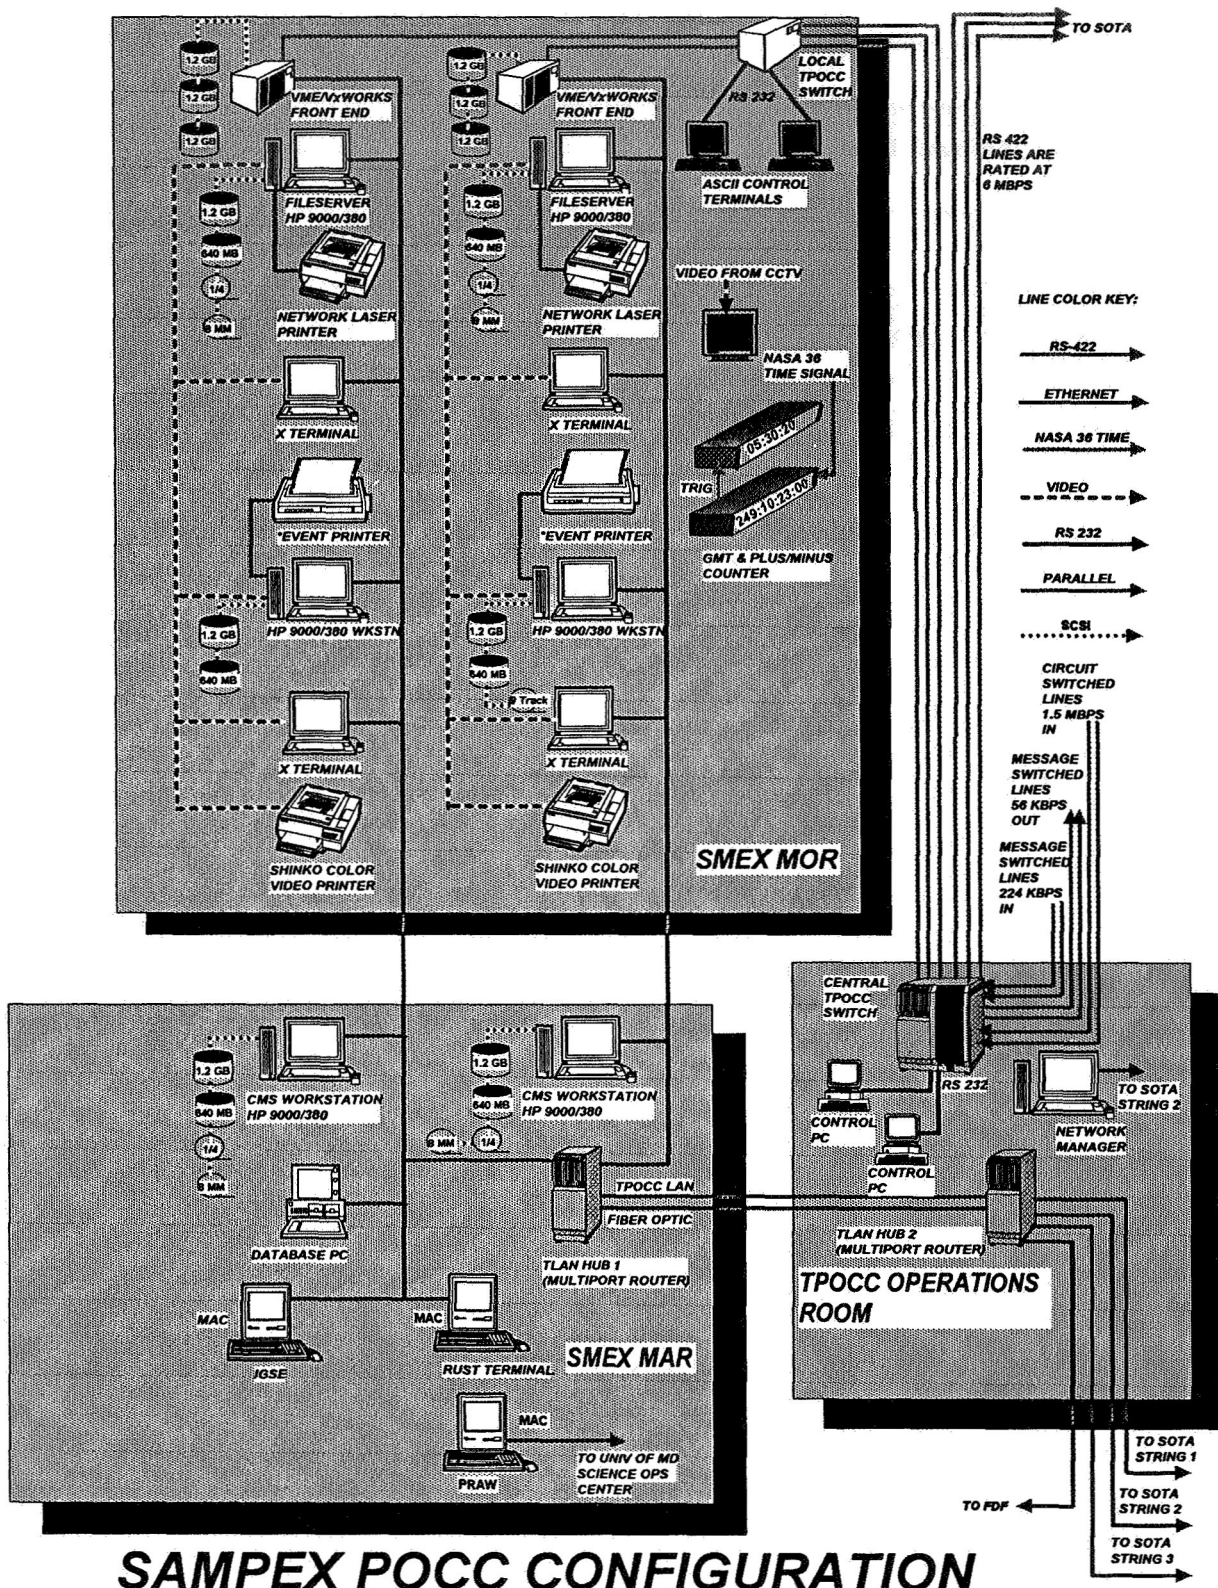 TO SOTA
LOCAL
TPOCC
SWITCH
1.2 GB
1.2 GB
1.2 GB
VME/VxWORKS
FRONT END
1.2 GB
1.2 GB
1.2 GB
VME/VxWORKS
FRONT END
RS 232
ASCII CONTROL
TERMINALS
RS 422
LINES ARE
RATED AT
6 MBPS
FILESERVER
HP 9000/380
1.2 GB
640 MB
1/4
8 MM
NETWORK LASER
PRINTER
FILESERVER
HP 9000/380
1.2 GB
640 MB
1/4
8 MM
NETWORK LASER
PRINTER
VIDEO FROM CCTV
NASA 36
TIME SIGNAL
05:30:20
TRIG
249:10:23:00
GMT & PLUS/MINUS
COUNTER
LINE COLOR KEY:
RS-422
ETHERNET
NASA 36 TIME
VIDEO
RS 232
PARALLEL
SCSI
X TERMINAL
X TERMINAL
*EVENT PRINTER
*EVENT PRINTER
HP 9000/380 WKSTN
1.2 GB
640 MB
HP 9000/380 WKSTN
1.2 GB
640 MB
9 Track
X TERMINAL
X TERMINAL
SHINKO COLOR
VIDEO PRINTER
SHINKO COLOR
VIDEO PRINTER
SMEX MOR
CIRCUIT
SWITCHED
LINES
1.5 MBPS
IN
MESSAGE
SWITCHED
LINES
56 KBPS
OUT
MESSAGE
SWITCHED
LINES
224 KBPS
IN
CENTRAL
TPOCC
SWITCH
RS 232
CONTROL
PC
CONTROL
PC
TO SOTA
STRING 2
NETWORK
MANAGER
1.2 GB
640 MB
1/4
8 MM
CMS WORKSTATION
HP 9000/380
1.2 GB
640 MB
8 MM
1/4
CMS WORKSTATION
HP 9000/380
DATABASE PC
TPOCC LAN
FIBER OPTIC
TLAN HUB 1
(MULTIPORT ROUTER)
TLAN HUB 2
(MULTIPORT ROUTER)
TPOCC OPERATIONS
ROOM
MAC
IGSE
MAC
RUST TERMINAL
SMEX MAR
MAC
PRAW
TO UNIV OF MD
SCIENCE OPS
CENTER
TO FDF
TO SOTA
STRING 1
TO SOTA
STRING 2
TO SOTA
STRING 3
SAMPEX POCC CONFIGURATION